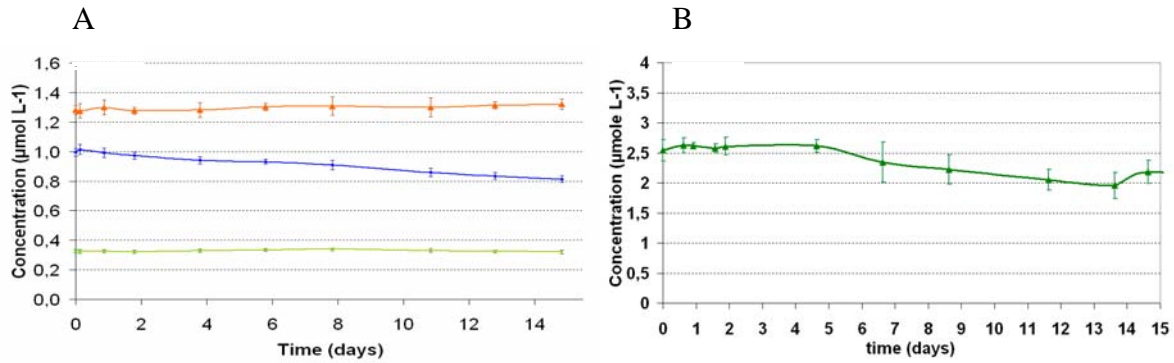 A
B
Concentration (µmol L-1)
1,6
1,4
1,2
1,0
0,8
0,6
0,4
0,2
0,0
0 2 4 6 8 10 12 14
Time (days)
Concentration (µmole L-1)
4
3,5
3
2,5
2
1,5
1
0,5
0
0 1 2 3 4 5 6 7 8 9 10 11 12 13 14 15
time (days)